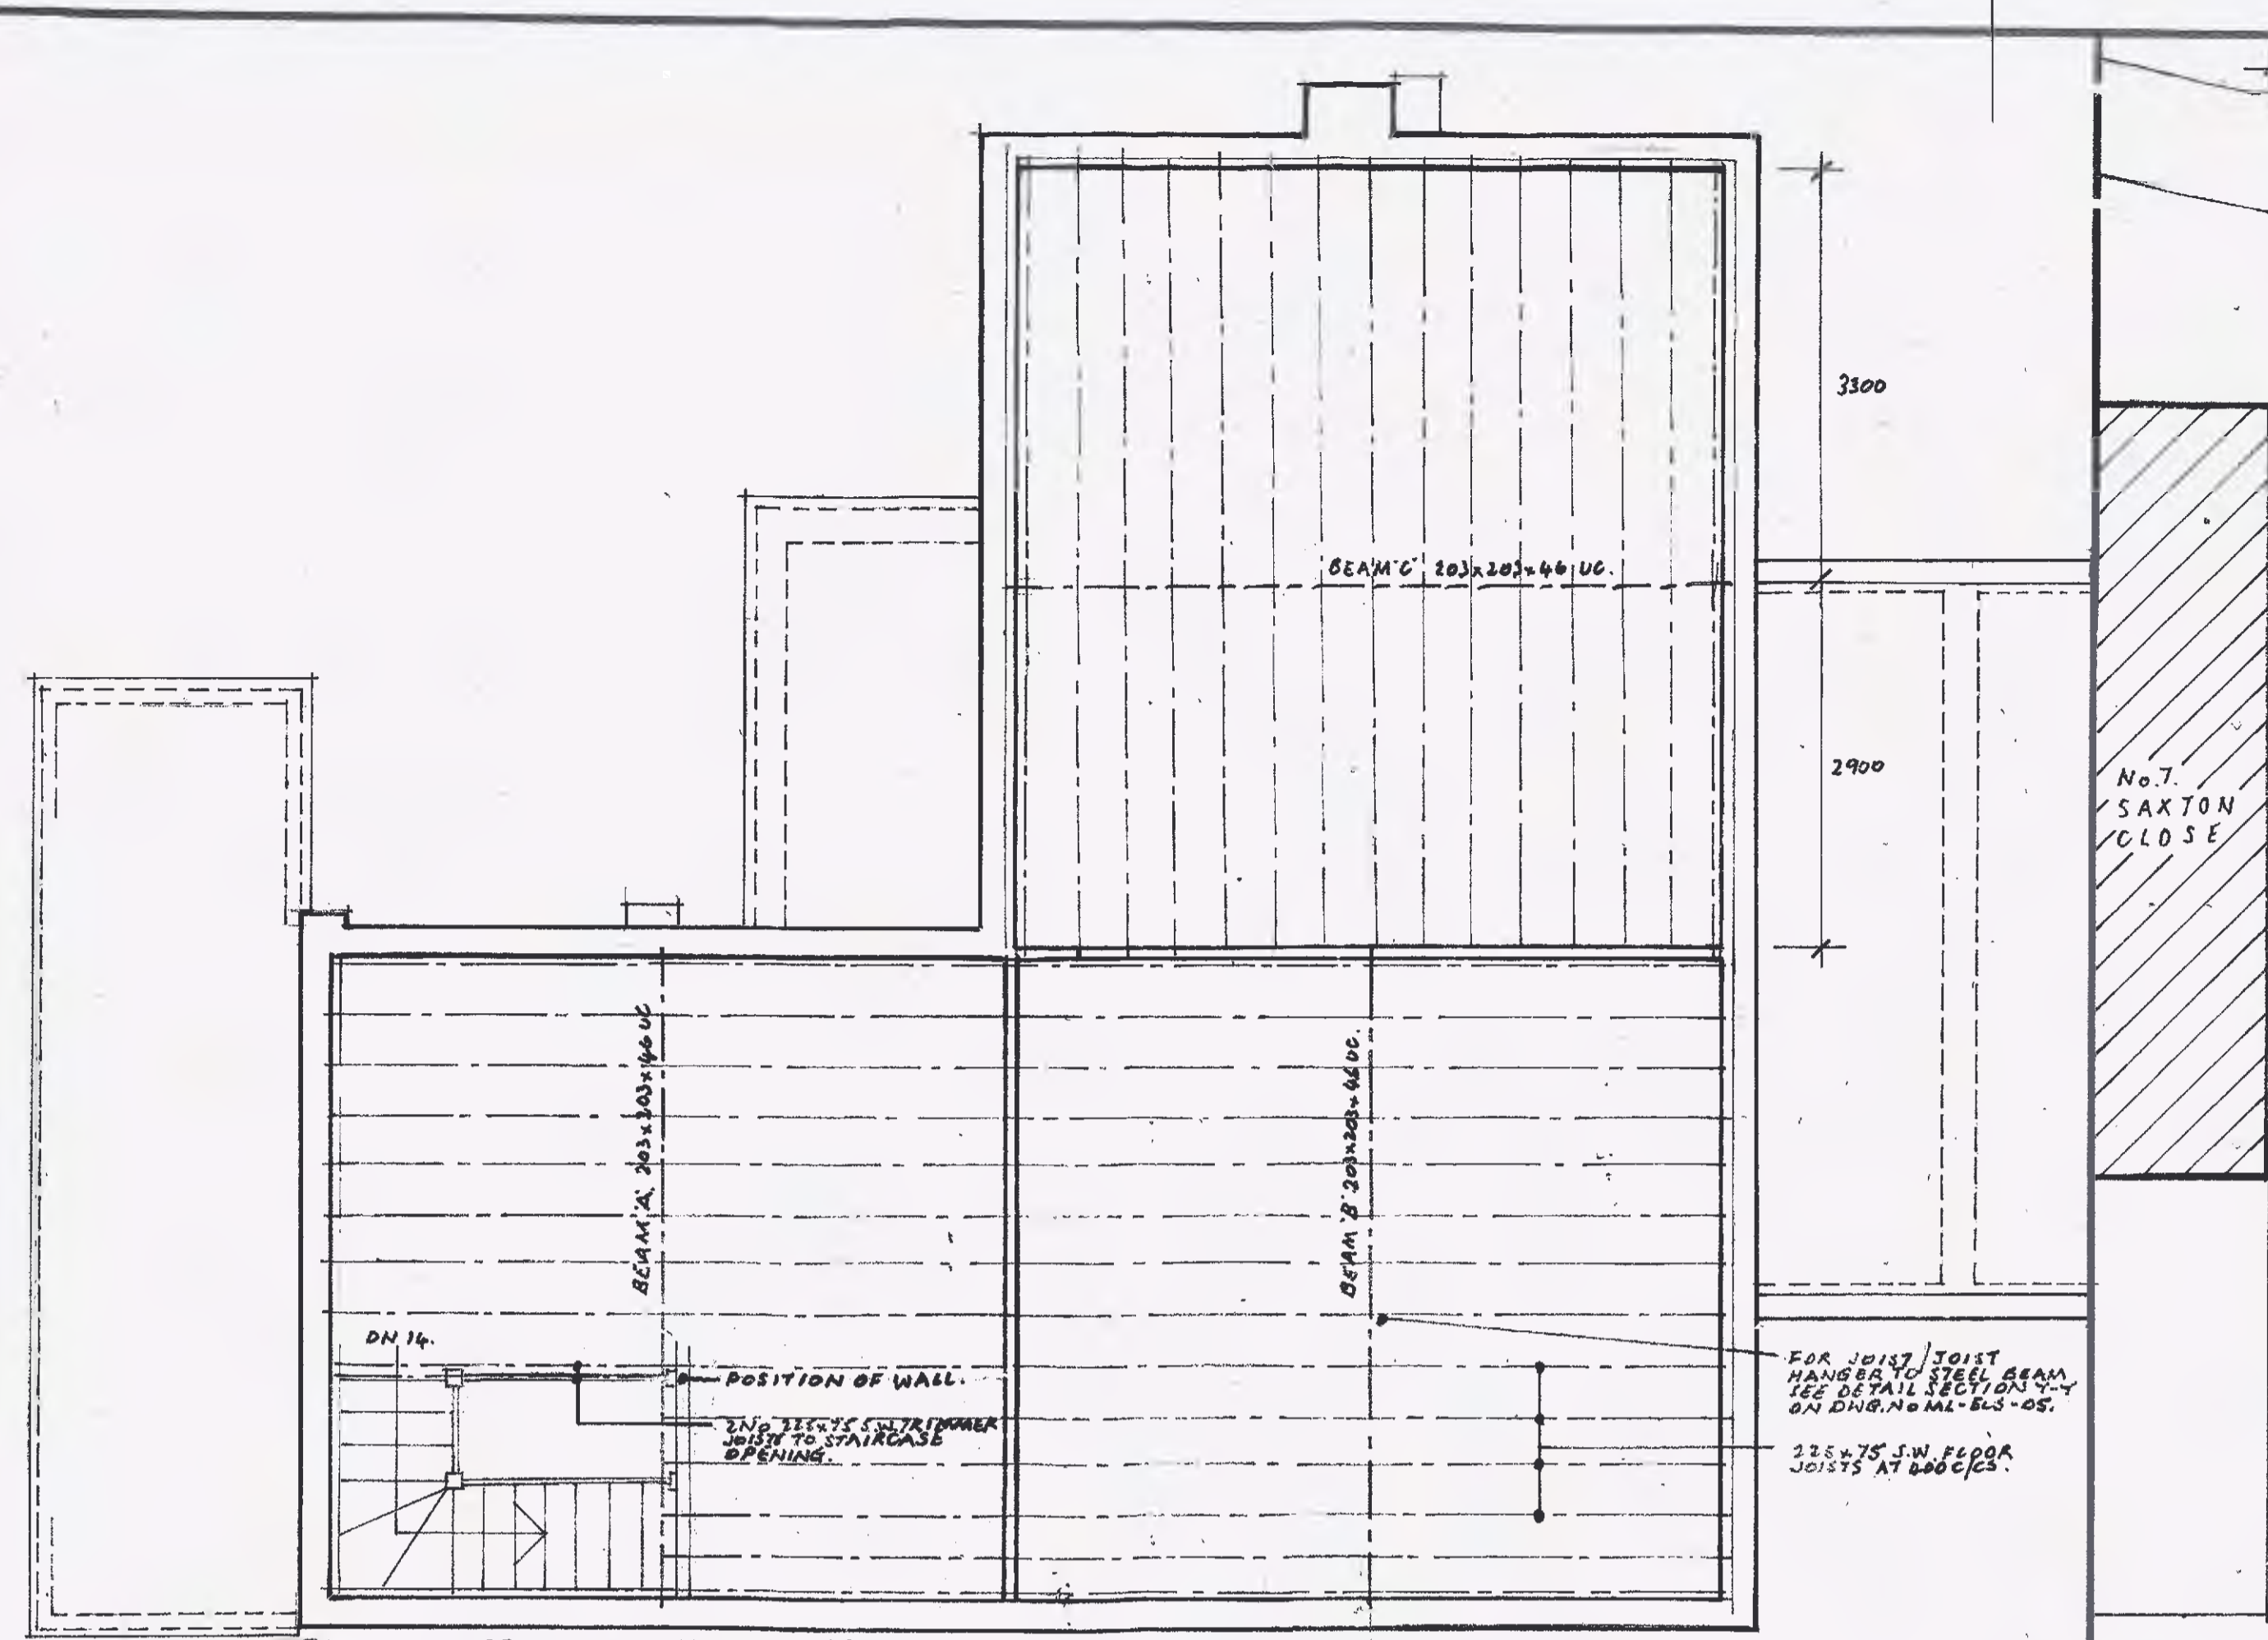 3300
BEAM 'C' 203x203x46 UC.
2900
No.7.
SAXTON
CLOSE
BEAM 'A' 203x203x46 UC
BEAM 'B' 203x203x46 UC.
DN 14.
POSITION OF WALL.
2NO 225x75 S.W. TRIMMER
JOISTS TO STAIRCASE
OPENING.
FOR JOIST/JOIST
HANGER TO STEEL BEAM
SEE DETAIL SECTION Y-Y
ON DWG. NO ML-ELS-05.
225x75 S.W. FLOOR
JOISTS AT 400 C/CS.